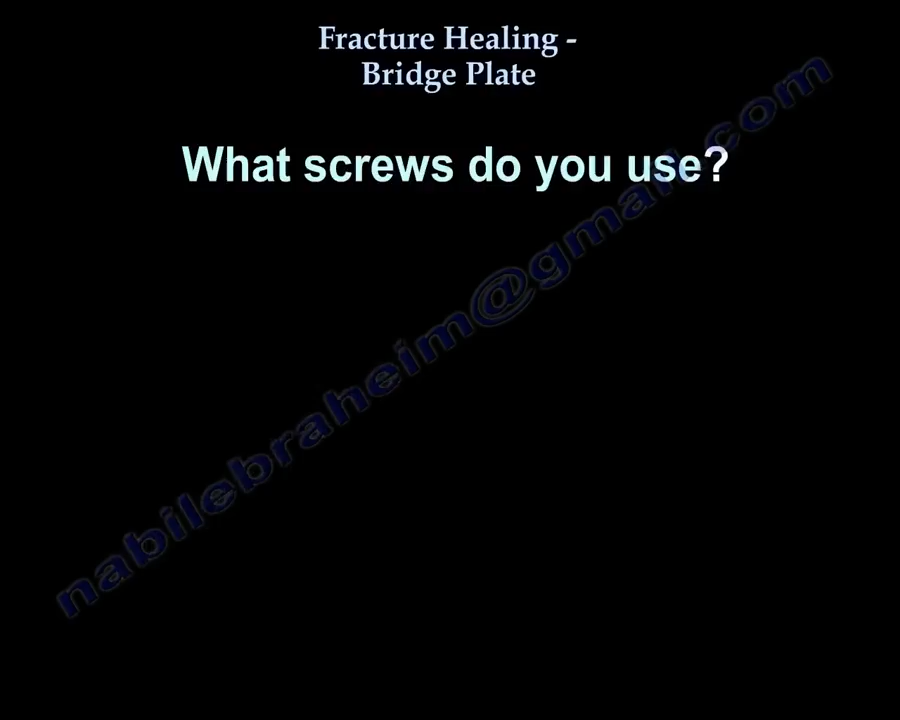 Fracture Healing -
Bridge Plate
What screws do you use?
nabilebraheim@gmail.com